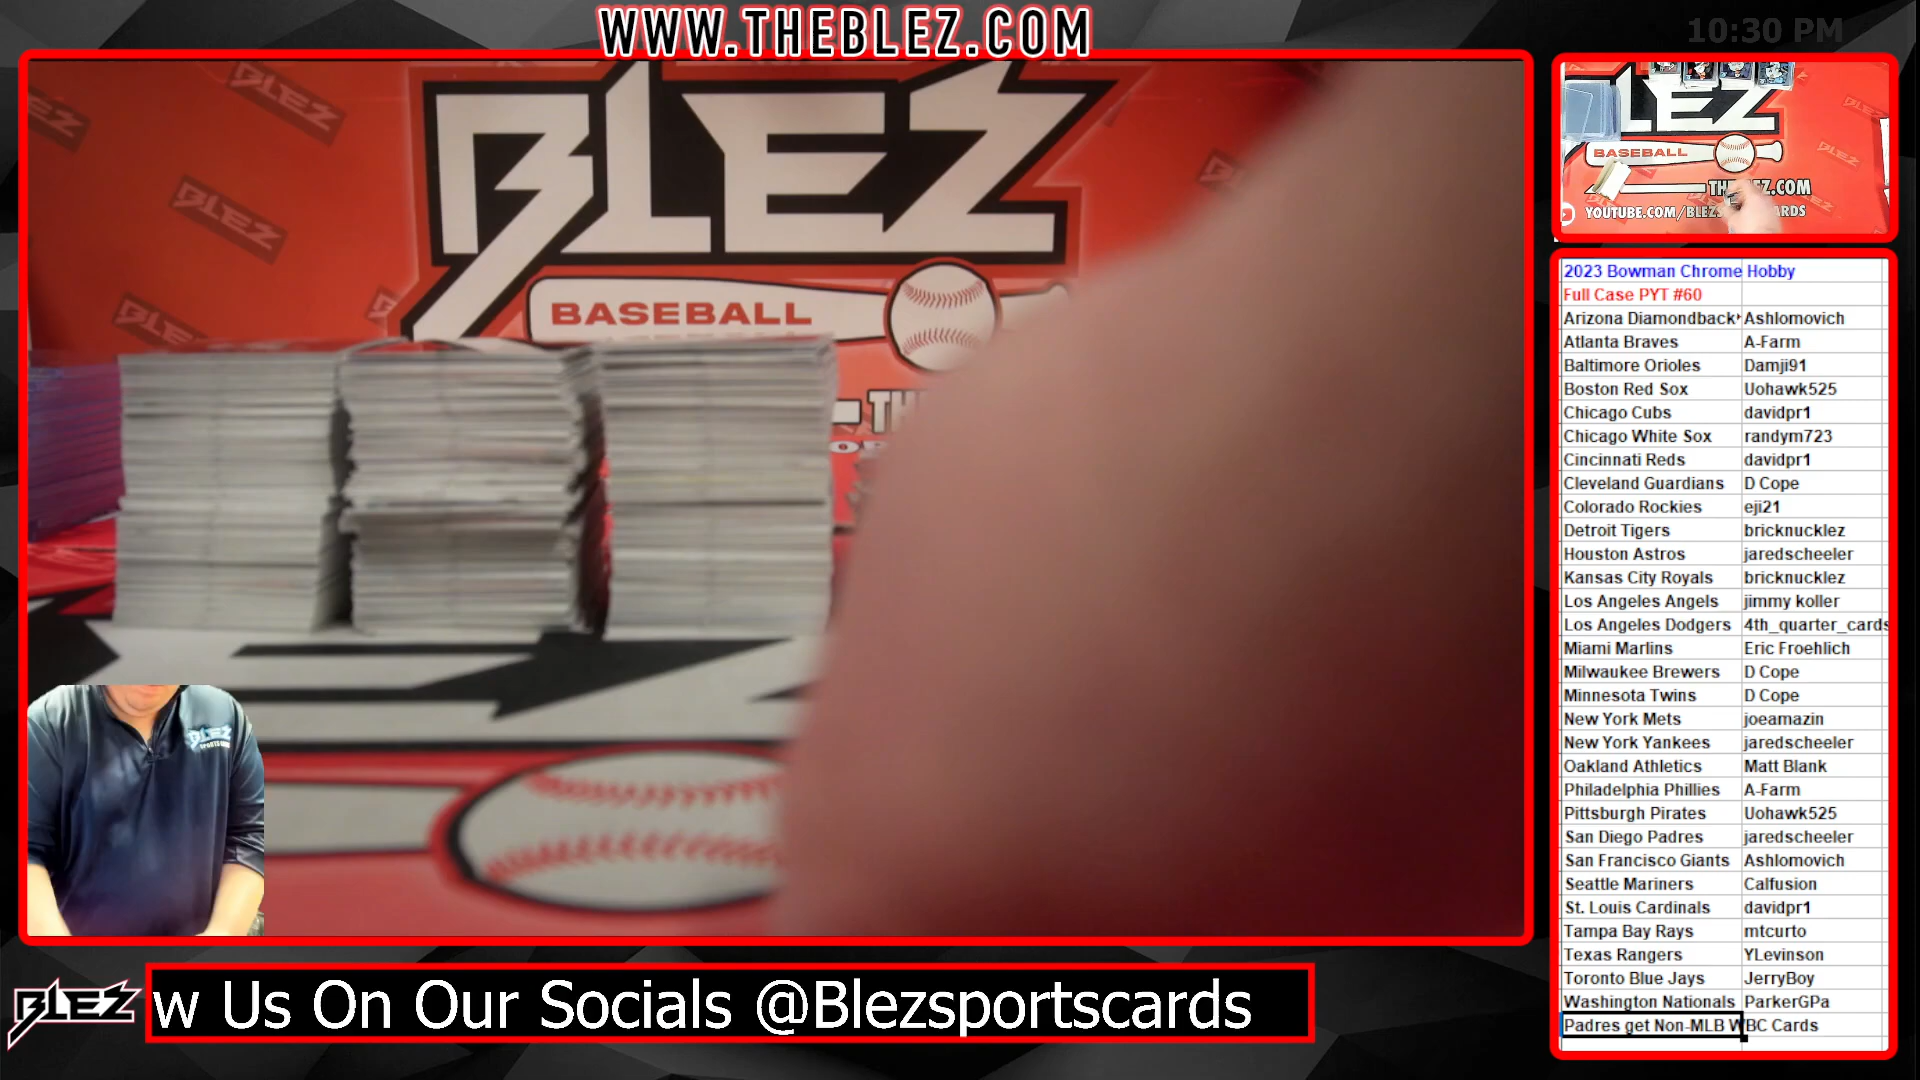 WWW.THEBLEZ.COM
10:30 PM
BLEZ
BASEBALL
TH
BLEZ
BLEZ
BLEZ
BLEZ
BASEBALL
YOUTUBE.COM/BLEZ
2023 Bowman Chrome Hobby
Full Case PYT #60
Arizona Diamondback Ashlomovich
Atlanta Braves A-Farm
Baltimore Orioles Damji91
Boston Red Sox Uohawk525
Chicago Cubs davidpr1
Chicago White Sox randym723
Cincinnati Reds davidpr1
Cleveland Guardians D Cope
Colorado Rockies eji21
Detroit Tigers bricknucklez
Houston Astros jaredscheeler
Kansas City Royals bricknucklez
Los Angeles Angels jimmy koller
Los Angeles Dodgers 4th_quarter_cards
Miami Marlins Eric Froehlich
Milwaukee Brewers D Cope
Minnesota Twins D Cope
New York Mets joeamazin
New York Yankees jaredscheeler
Oakland Athletics Matt Blank
Philadelphia Phillies A-Farm
Pittsburgh Pirates Uohawk525
San Diego Padres jaredscheeler
San Francisco Giants Ashlomovich
Seattle Mariners Calfusion
St. Louis Cardinals davidpr1
Tampa Bay Rays mtcurto
Texas Rangers YLevinson
Toronto Blue Jays JerryBoy
Washington Nationals ParkerGPa
Padres get Non-MLB WBC Cards
BLEZ
w Us On Our Socials @Blezsportscards